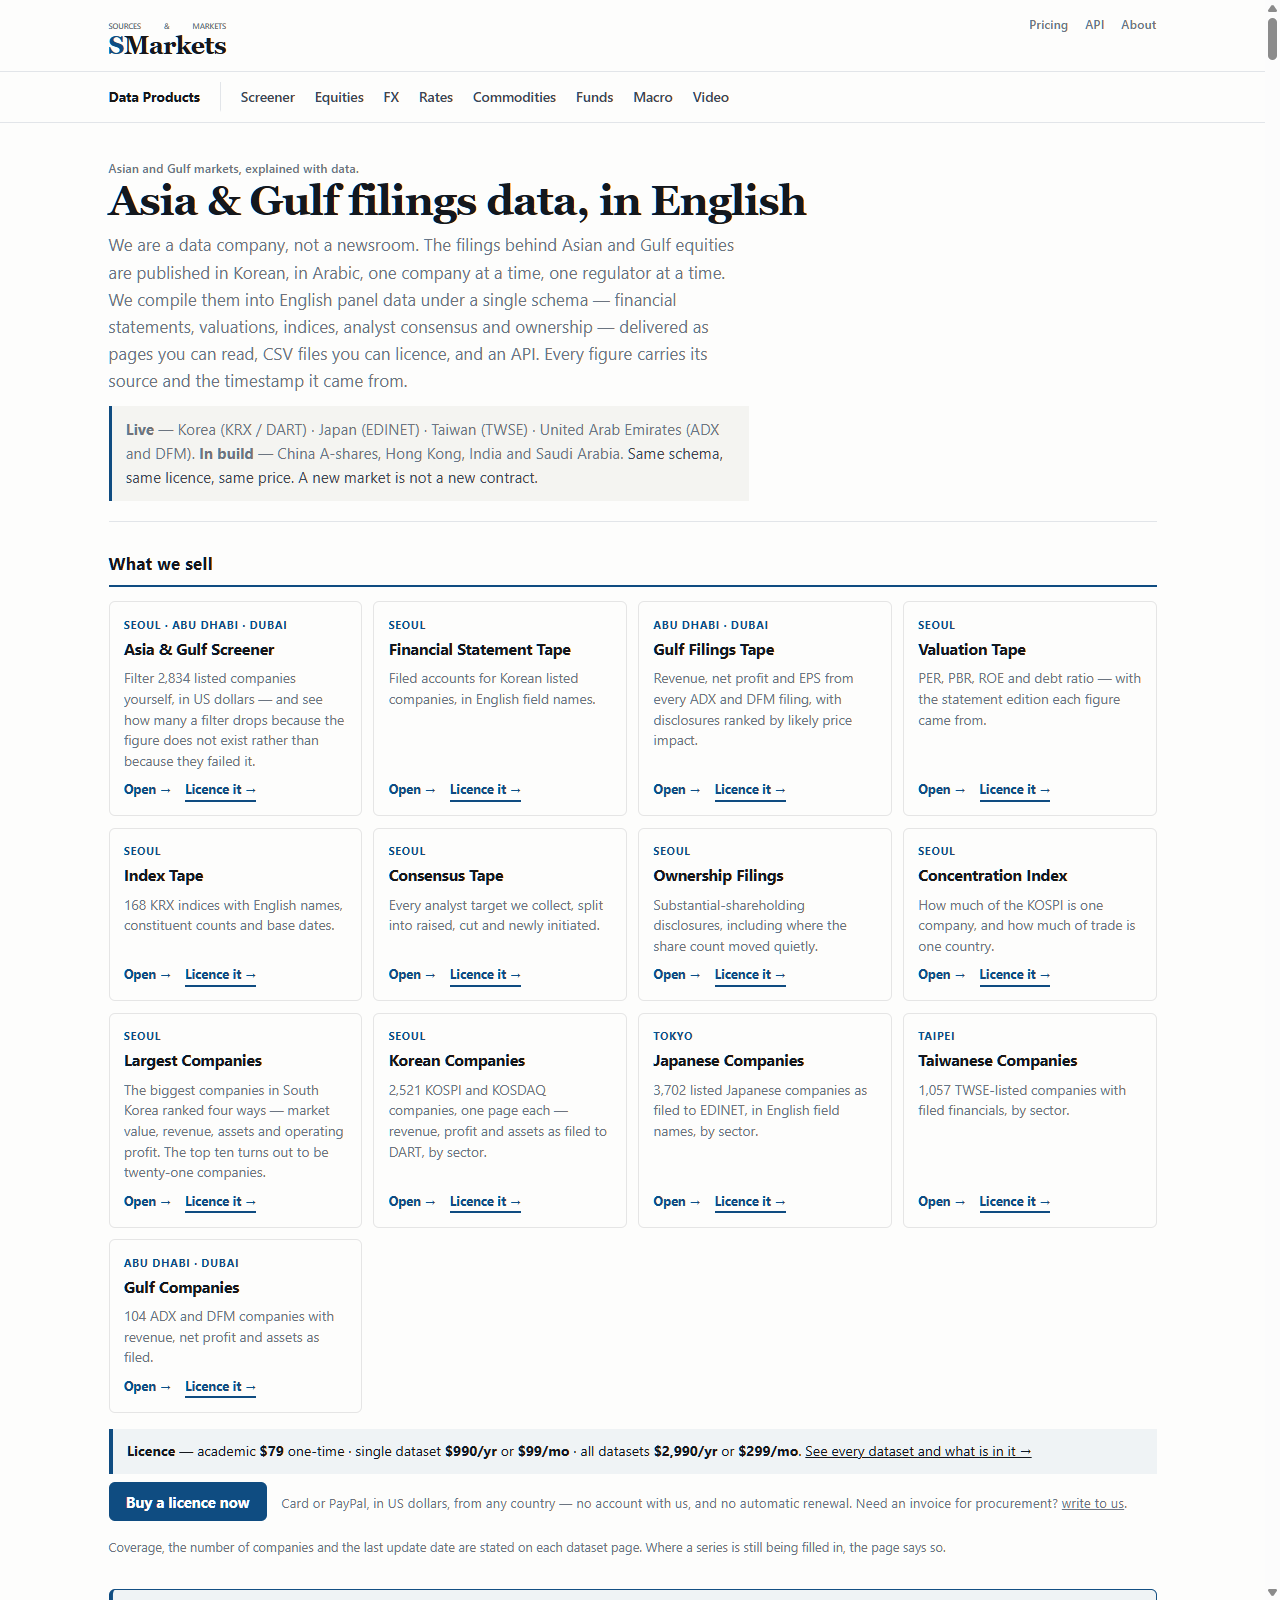 SOURCES & MARKETS
SMarkets
Pricing API About
Data Products Screener Equities FX Rates Commodities Funds Macro Video
Asian and Gulf markets, explained with data.
Asia & Gulf filings data, in English
We are a data company, not a newsroom. The filings behind Asian and Gulf equities
are published in Korean, in Arabic, one company at a time, one regulator at a time.
We compile them into English panel data under a single schema — financial
statements, valuations, indices, analyst consensus and ownership — delivered as
pages you can read, CSV files you can licence, and an API. Every figure carries its
source and the timestamp it came from.
Live — Korea (KRX / DART) · Japan (EDINET) · Taiwan (TWSE) · United Arab Emirates (ADX
and DFM). In build — China A-shares, Hong Kong, India and Saudi Arabia. Same schema,
same licence, same price. A new market is not a new contract.
What we sell
SEOUL · ABU DHABI · DUBAI
Asia & Gulf Screener
Filter 2,834 listed companies
yourself, in US dollars — and see
how many a filter drops because the
figure does not exist rather than
because they failed it.
Open → Licence it →
SEOUL
Financial Statement Tape
Filed accounts for Korean listed
companies, in English field names.
Open → Licence it →
ABU DHABI · DUBAI
Gulf Filings Tape
Revenue, net profit and EPS from
every ADX and DFM filing, with
disclosures ranked by likely price
impact.
Open → Licence it →
SEOUL
Valuation Tape
PER, PBR, ROE and debt ratio — with
the statement edition each figure
came from.
Open → Licence it →
SEOUL
Index Tape
168 KRX indices with English names,
constituent counts and base dates.
Open → Licence it →
SEOUL
Consensus Tape
Every analyst target we collect, split
into raised, cut and newly initiated.
Open → Licence it →
SEOUL
Ownership Filings
Substantial-shareholding
disclosures, including where the
share count moved quietly.
Open → Licence it →
SEOUL
Concentration Index
How much of the KOSPI is one
company, and how much of trade is
one country.
Open → Licence it →
SEOUL
Largest Companies
The biggest companies in South
Korea ranked four ways — market
value, revenue, assets and operating
profit. The top ten turns out to be
twenty-one companies.
Open → Licence it →
SEOUL
Korean Companies
2,521 KOSPI and KOSDAQ
companies, one page each —
revenue, profit and assets as filed to
DART, by sector.
Open → Licence it →
TOKYO
Japanese Companies
3,702 listed Japanese companies as
filed to EDINET, in English field
names, by sector.
Open → Licence it →
TAIPEI
Taiwanese Companies
1,057 TWSE-listed companies with
filed financials, by sector.
Open → Licence it →
ABU DHABI · DUBAI
Gulf Companies
104 ADX and DFM companies with
revenue, net profit and assets as
filed.
Open → Licence it →
Licence — academic $79 one-time · single dataset $990/yr or $99/mo · all datasets $2,990/yr or $299/mo. See every dataset and what is in it →
Buy a licence now Card or PayPal, in US dollars, from any country — no account with us, and no automatic renewal. Need an invoice for procurement? write to us.
Coverage, the number of companies and the last update date are stated on each dataset page. Where a series is still being filled in, the page says so.